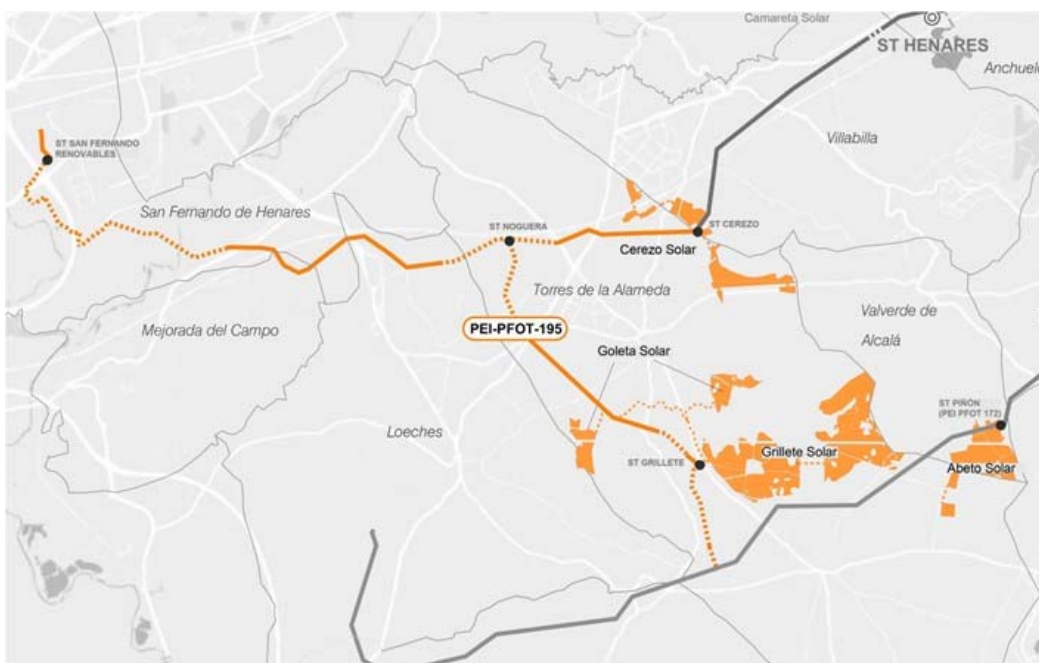 Camareta Solar
ST HENARES
Anchuelo
ST SAN FERNANDO
RENOVABLES
Villabilla
San Fernando de Henares
ST NOGUERA
ST CEREZO
Cerezo Solar
Torres de la Alameda
Valverde de
Alcalá
Mejorada del Campo
PEI-PFOT-195
Goleta Solar
ST PIÑÓN
(PEI PFOT 172)
Loeches
ST GRILLETE
Grillete Solar
Abeto Solar